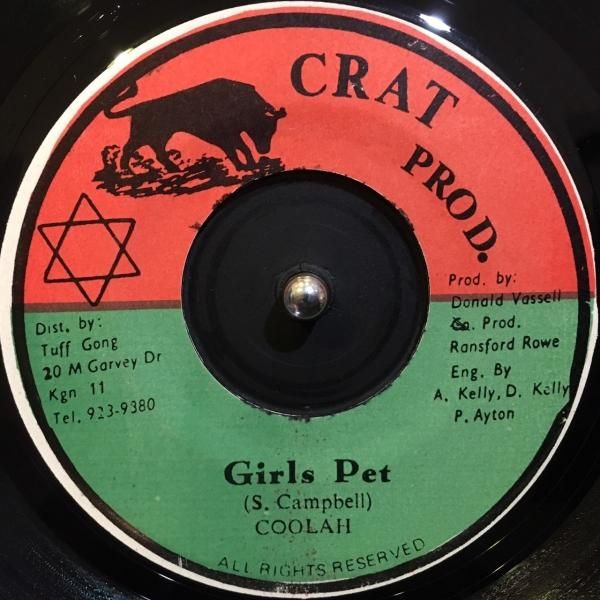 CRAT
PROD.
Dist. by:
Tuff Gong
20 M Garvey Dr
Kgn 11
Tel. 923-9380
Prod. by:
Donald Vassell
Co. Prod.
Ransford Rowe
Eng. By
A. Kelly, D. Kelly
P. Ayton
Girls Pet
(S. Campbell)
COOLAH
ALL RIGHTS RESERVED